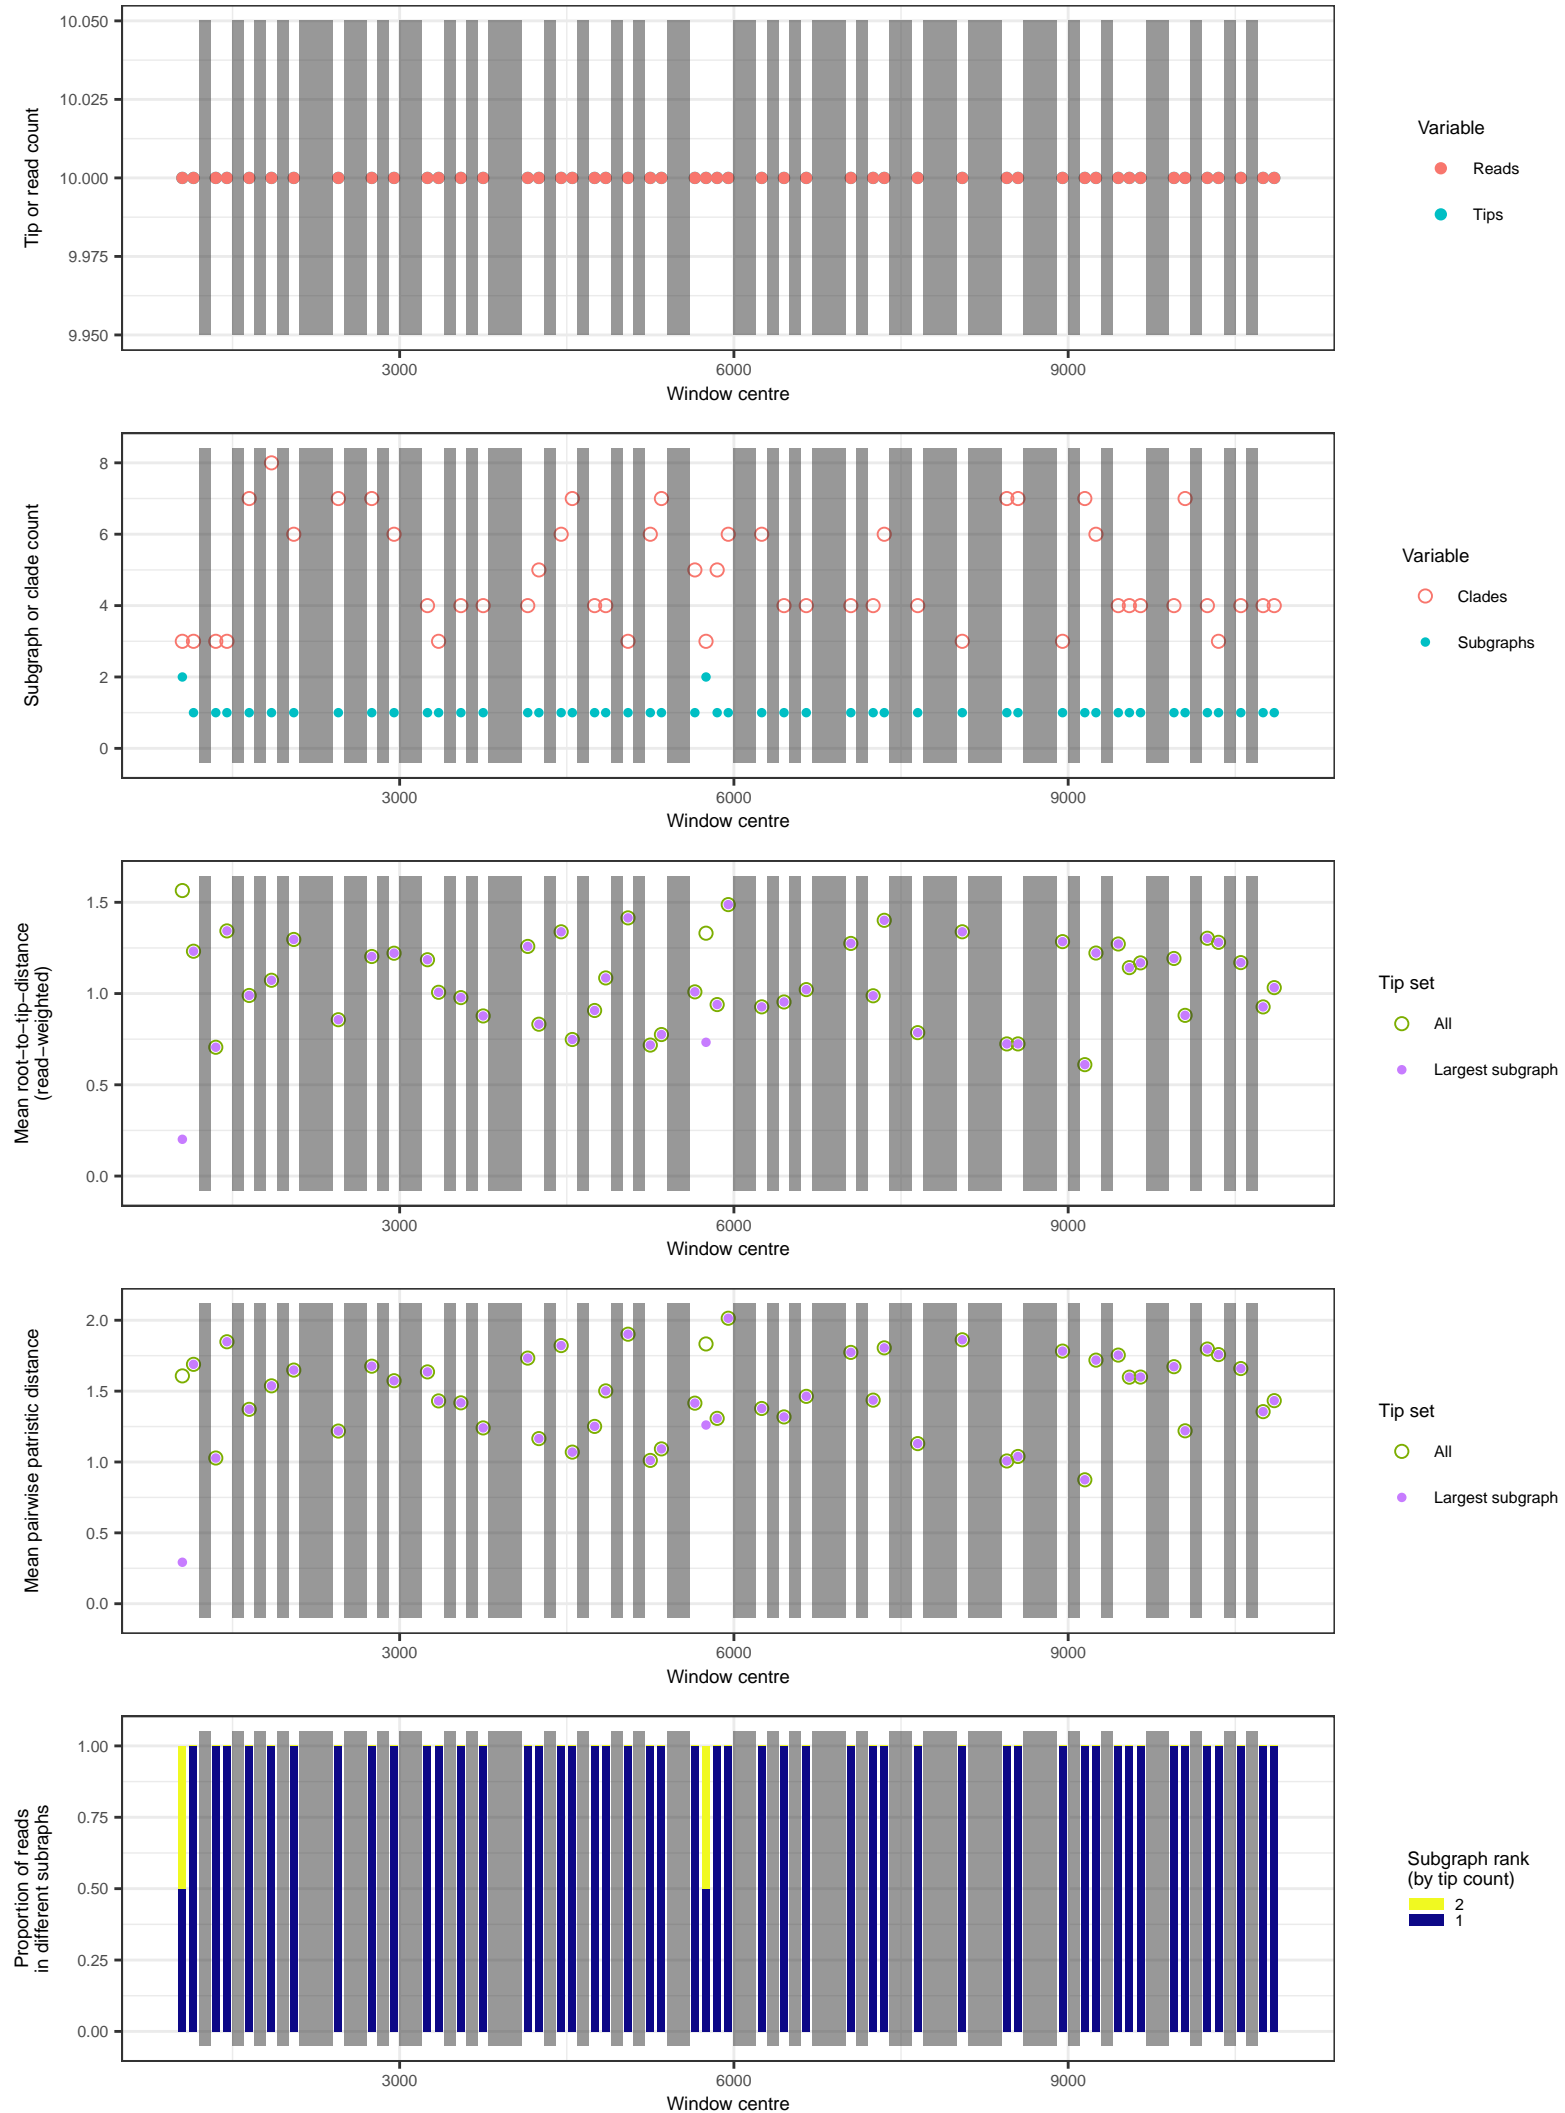 10.050
10.025
10.000
9.975
9.950
Tip or read count
3000
6000
9000
Window centre
Variable
Reads
Tips
8
6
4
2
0
Subgraph or clade count
3000
6000
9000
Window centre
Variable
Clades
Subgraphs
1.5
1.0
0.5
0.0
Mean root−to−tip−distance
(read−weighted)
3000
6000
9000
Window centre
Tip set
All
Largest subgraph
2.0
1.5
1.0
0.5
0.0
Mean pairwise patristic distance
3000
6000
9000
Window centre
Tip set
All
Largest subgraph
1.00
0.75
0.50
0.25
0.00
Proportion of reads
in different subraphs
3000
6000
9000
Window centre
Subgraph rank
(by tip count)
2
1